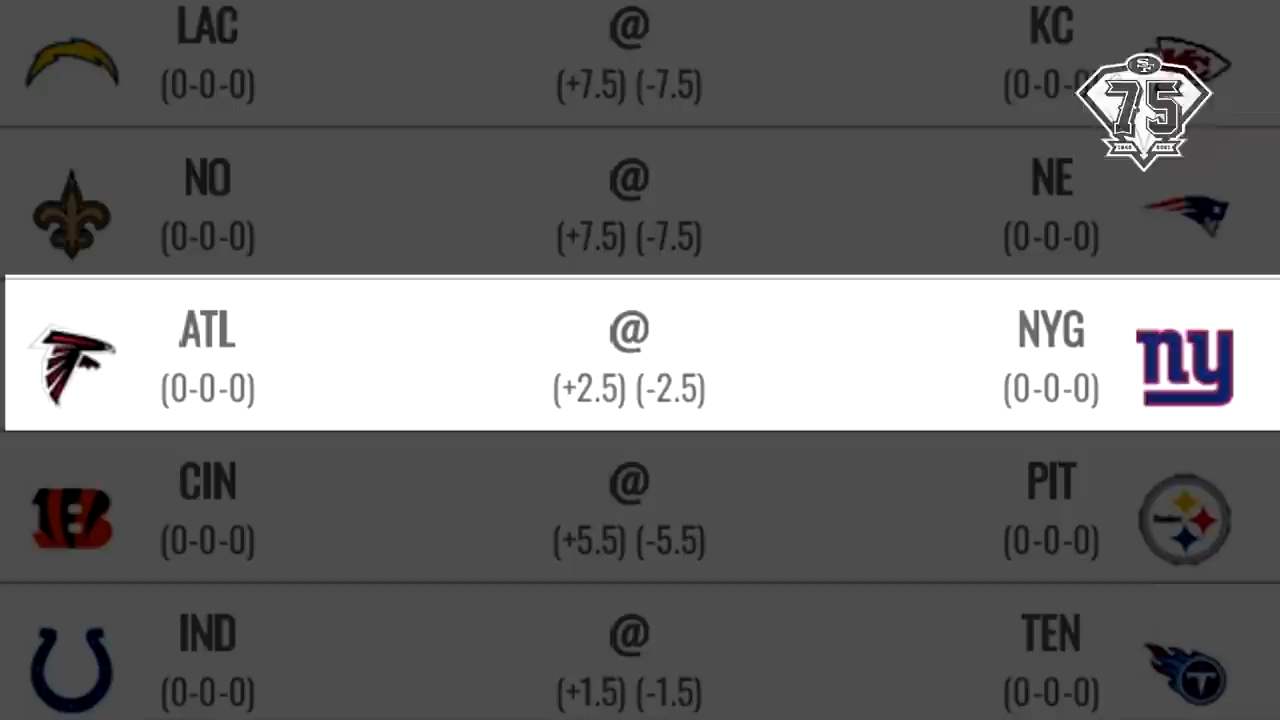 LAC @ KC
(0-0-0) (+7.5) (-7.5) (0-0-0)
75
NO @ NE
(0-0-0) (+7.5) (-7.5) (0-0-0)
ATL @ NYG
(0-0-0) (+2.5) (-2.5) (0-0-0)
ny
CIN @ PIT
(0-0-0) (+5.5) (-5.5) (0-0-0)
IND @ TEN
(0-0-0) (+1.5) (-1.5) (0-0-0)